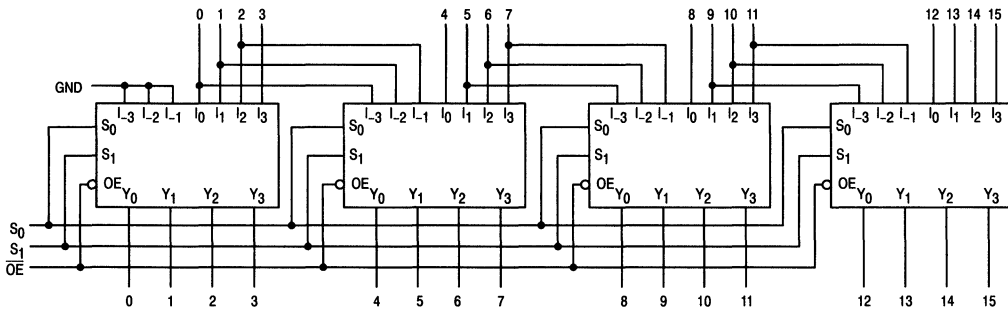 0 1 2 3 4 5 6 7 8 9 10 11 12 13 14 15
GND
I-3 I-2 I-1 I0 I1 I2 I3 I-3 I-2 I-1 I0 I1 I2 I3 I-3 I-2 I-1 I0 I1 I2 I3 I-3 I-2 I-1 I0 I1 I2 I3
S0 S0 S0 S0
S1 S1 S1 S1
OE OE OE OE
Y0 Y1 Y2 Y3 Y0 Y1 Y2 Y3 Y0 Y1 Y2 Y3 Y0 Y1 Y2 Y3
S0
S1
O̅E̅
0 1 2 3 4 5 6 7 8 9 10 11 12 13 14 15